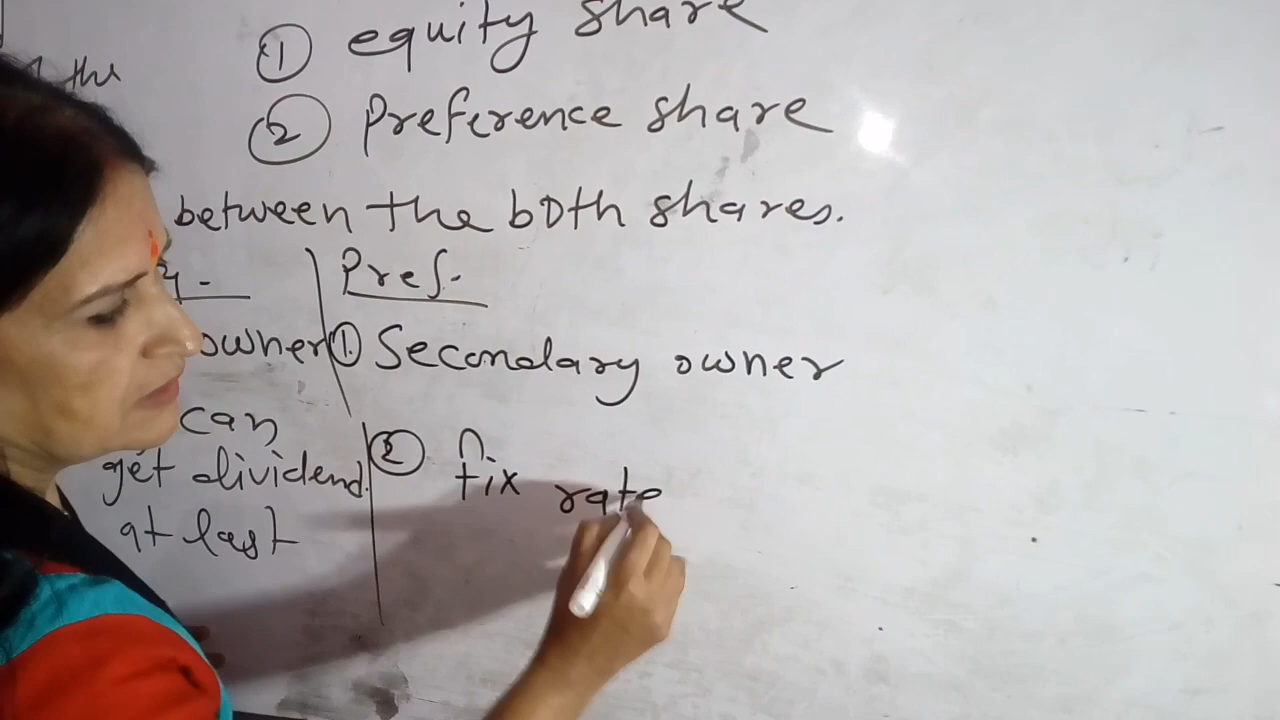 ① equity share
the
② Preference share
between the both shares.
Pref.
owner ① Secondary owner
can
② fix rate
get dividend.
at last